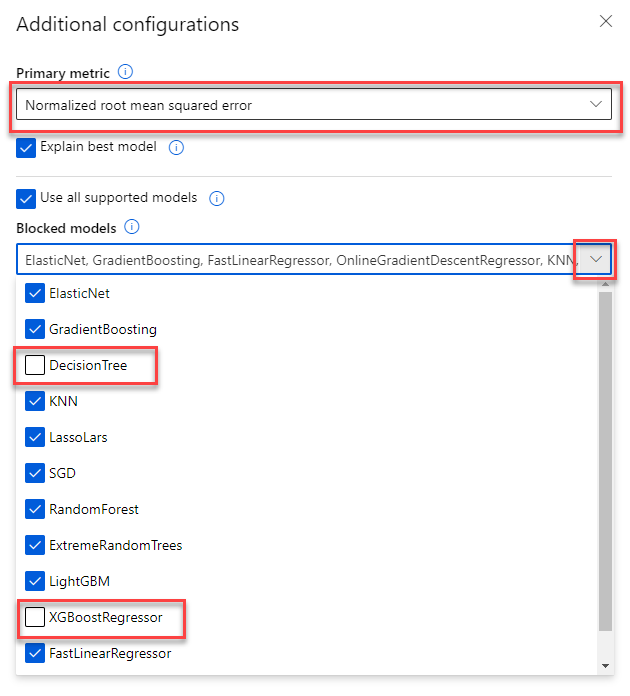 Additional configurations
Primary metric
Normalized root mean squared error
Explain best model
Use all supported models
Blocked models
ElasticNet, GradientBoosting, FastLinearRegressor, OnlineGradientDescentRegressor, KNN,
ElasticNet
GradientBoosting
DecisionTree
KNN
LassoLars
SGD
RandomForest
ExtremeRandomTrees
LightGBM
XGBoostRegressor
FastLinearRegressor